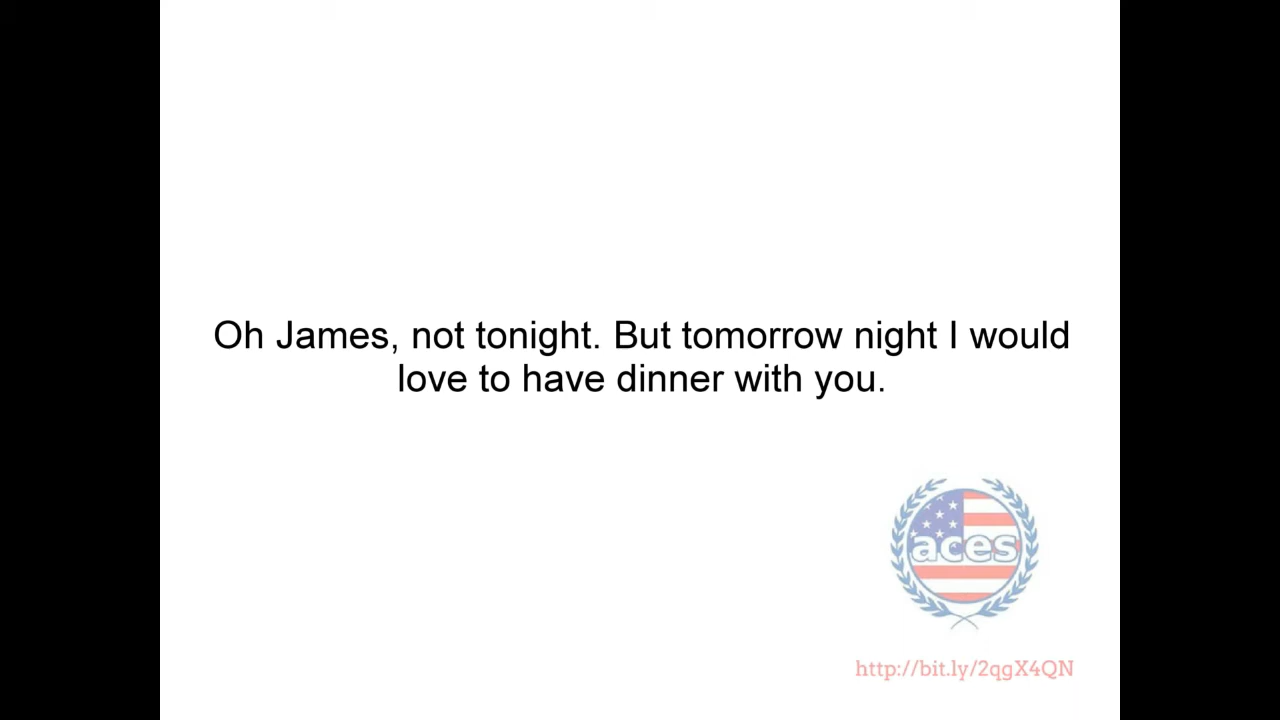 Oh James, not tonight. But tomorrow night I would
love to have dinner with you.
aces
http://bit.ly/2qgX4QN